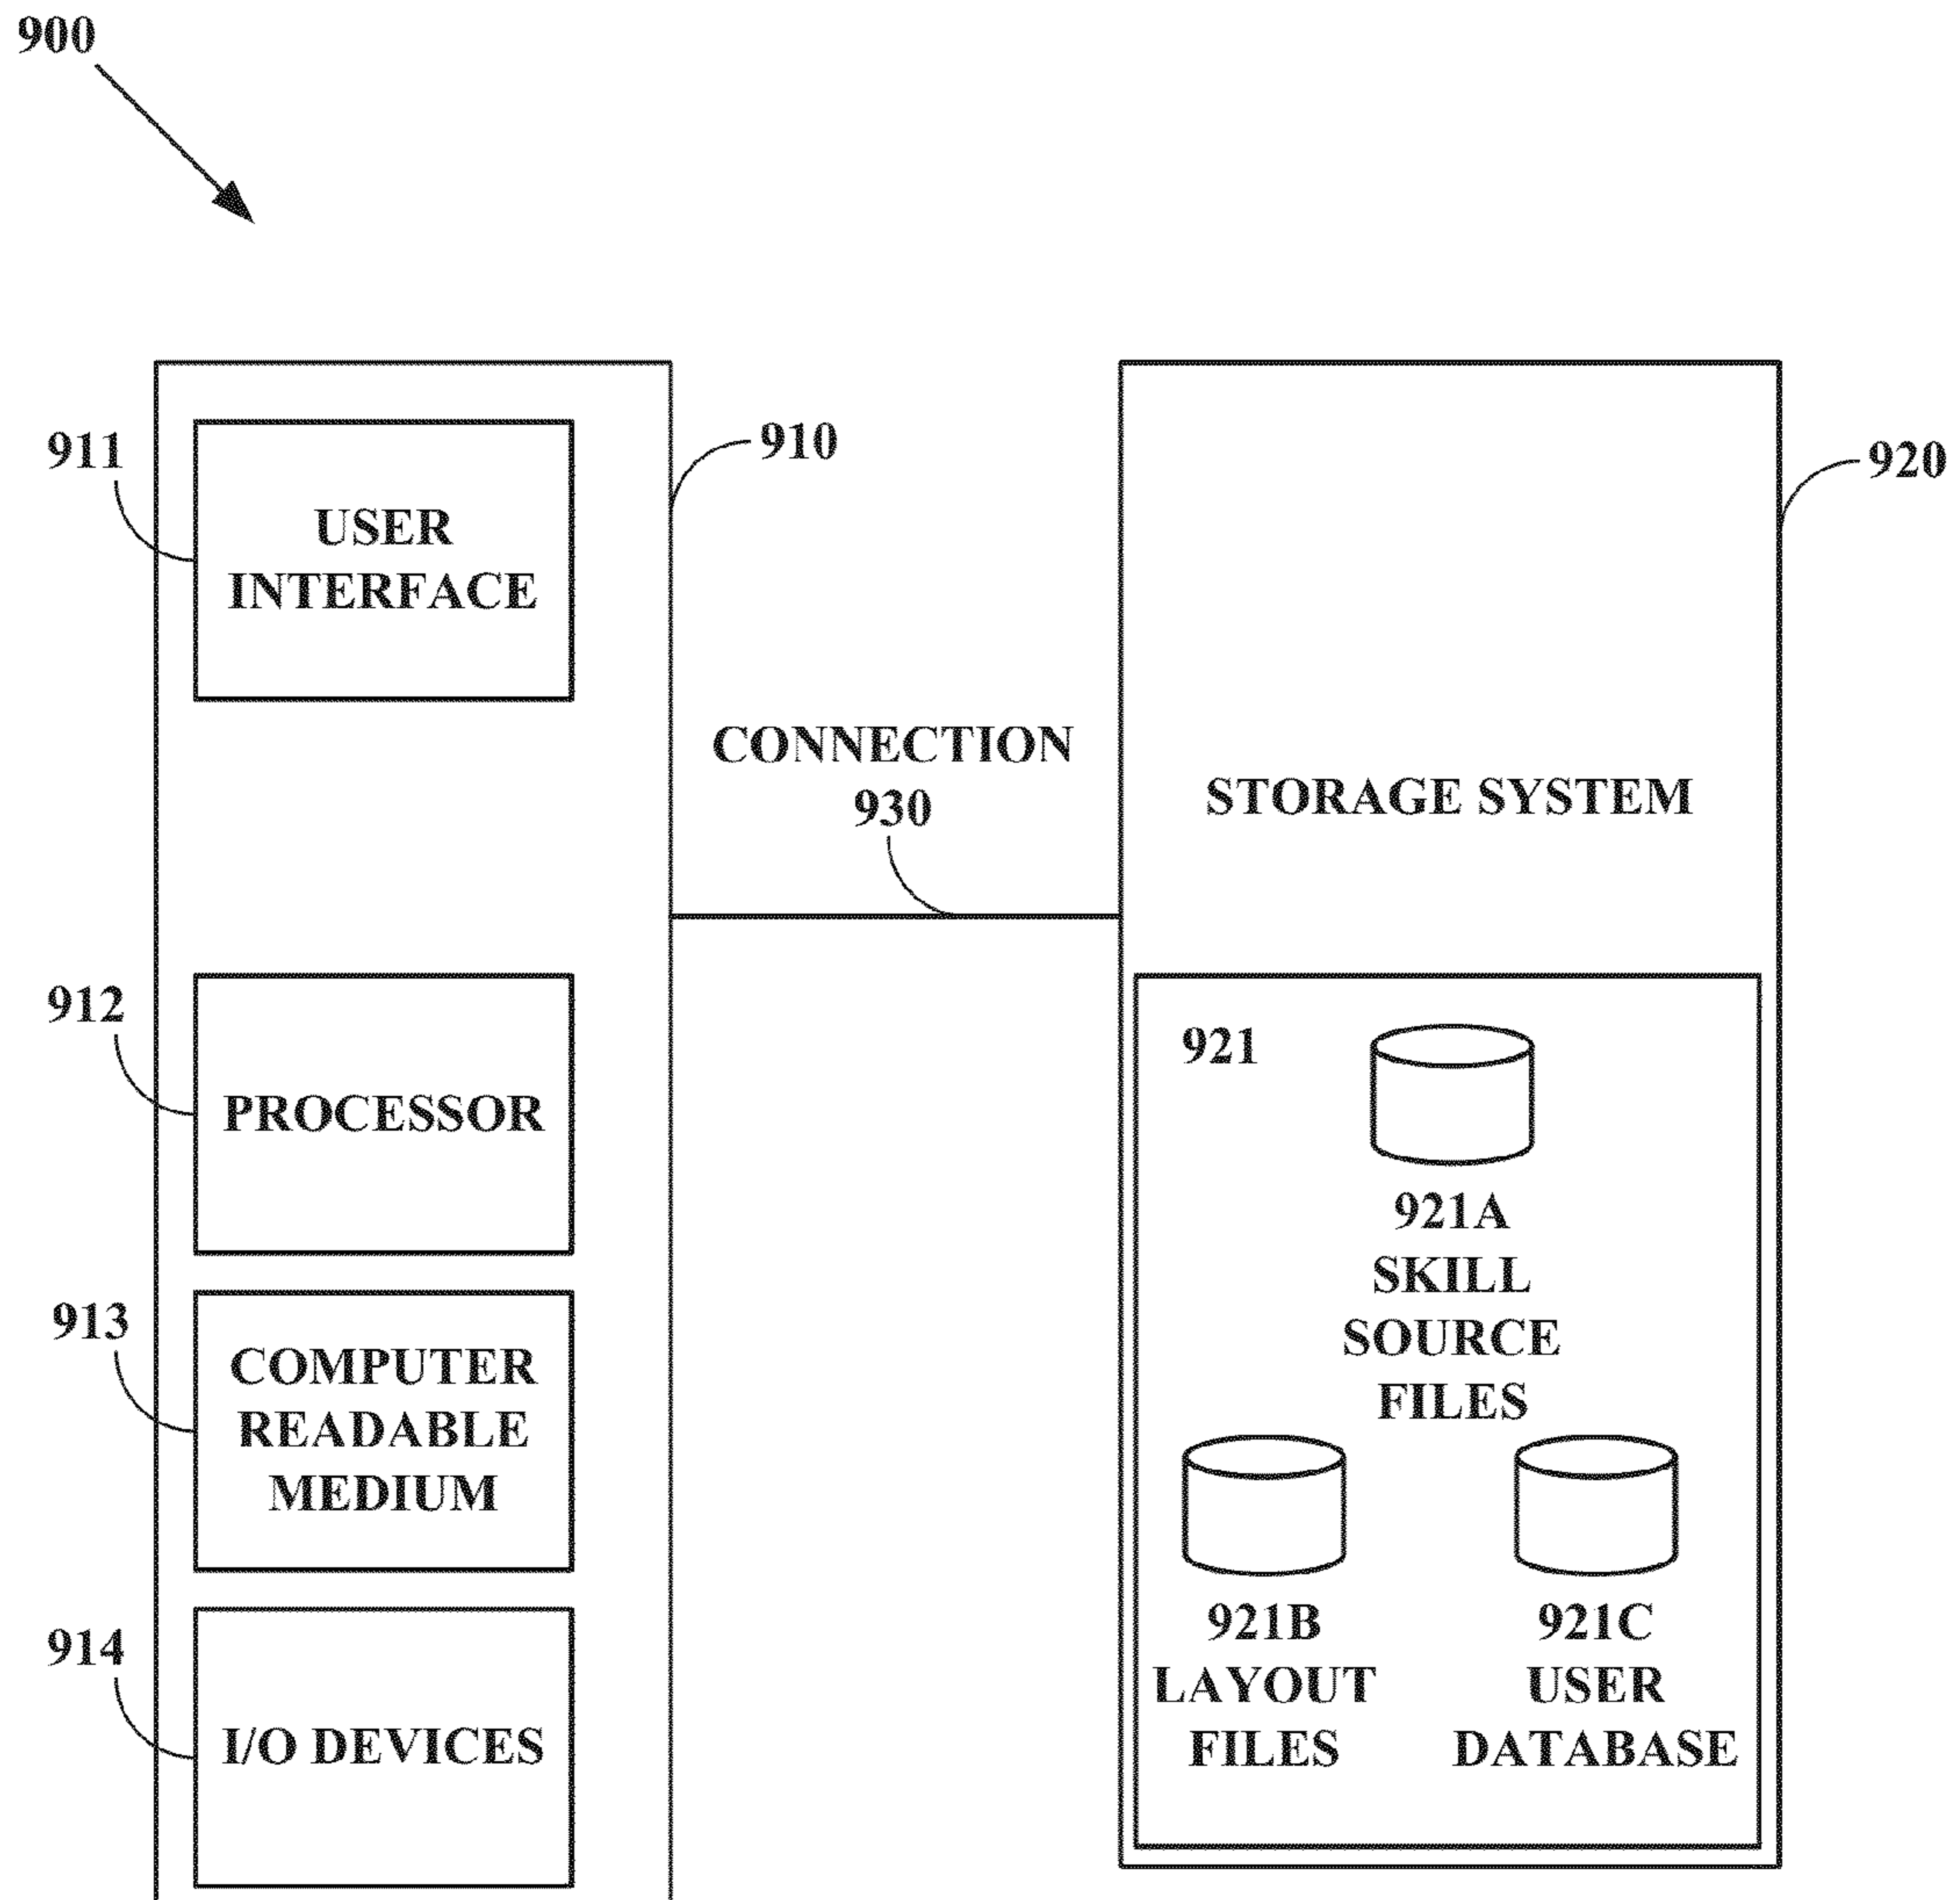 900
911
USER
INTERFACE
910
920
CONNECTION
930
STORAGE SYSTEM
912
PROCESSOR
913
COMPUTER
READABLE
MEDIUM
914
I/O DEVICES
921
921A
SKILL
SOURCE
FILES
921B
LAYOUT
FILES
921C
USER
DATABASE